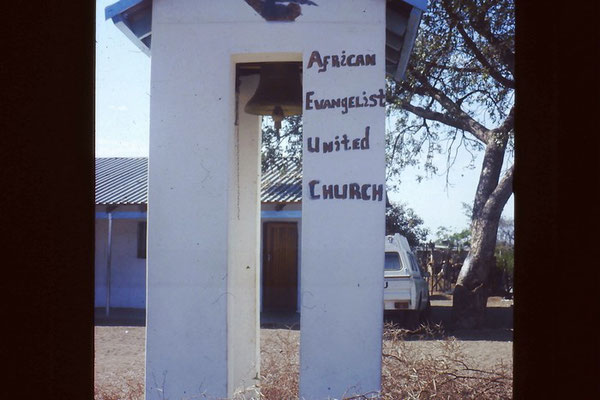 AFRICAN
EVANGELIST
UNITED
CHURCH